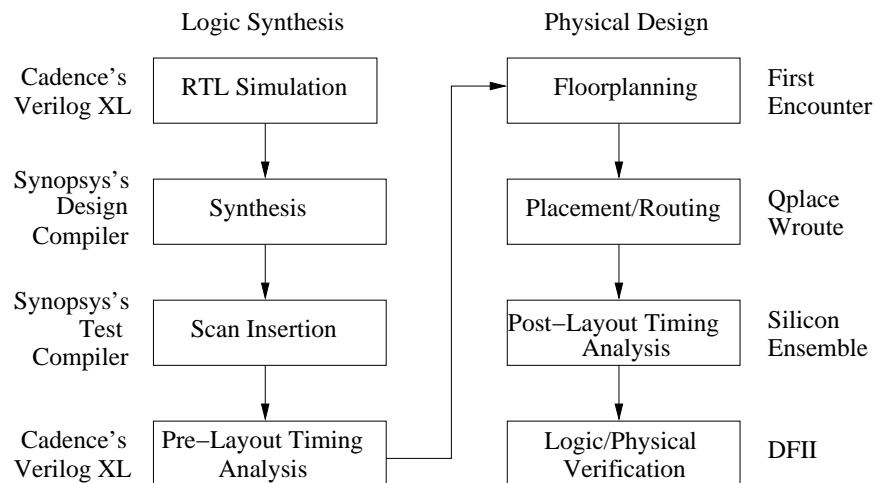 Logic Synthesis
Physical Design
Cadence's
Verilog XL
RTL Simulation
Floorplanning
First
Encounter
Synopsys's
Design
Compiler
Synthesis
Placement/Routing
Qplace
Wroute
Synopsys's
Test
Compiler
Scan Insertion
Post−Layout Timing
Analysis
Silicon
Ensemble
Cadence's
Verilog XL
Pre−Layout Timing
Analysis
Logic/Physical
Verification
DFII